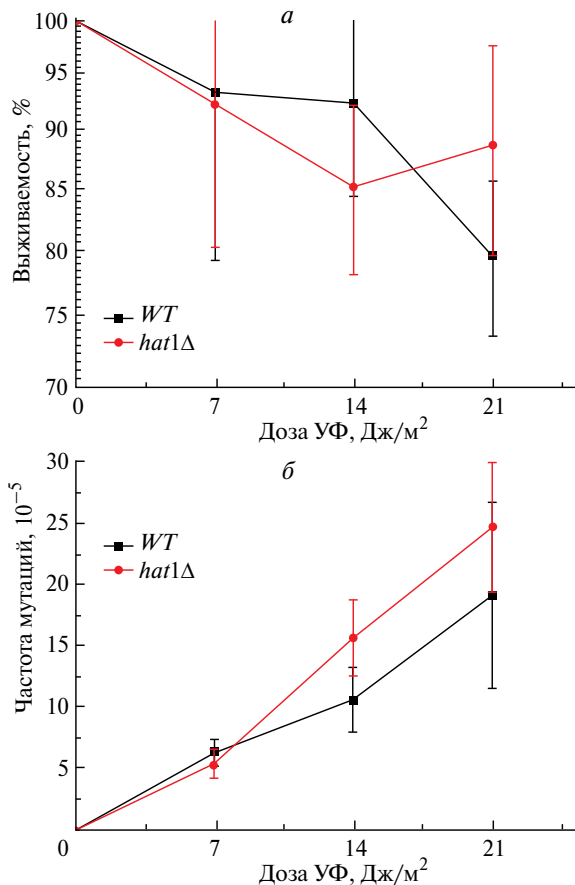 а
100
95
90
85
80
75
70
Выживаемость, %
WT
hat1Δ
0
7
14
21
Доза УФ, Дж/м²
б
30
25
20
15
10
5
0
Частота мутаций, 10⁻⁵
WT
hat1Δ
7
14
21
Доза УФ, Дж/м²